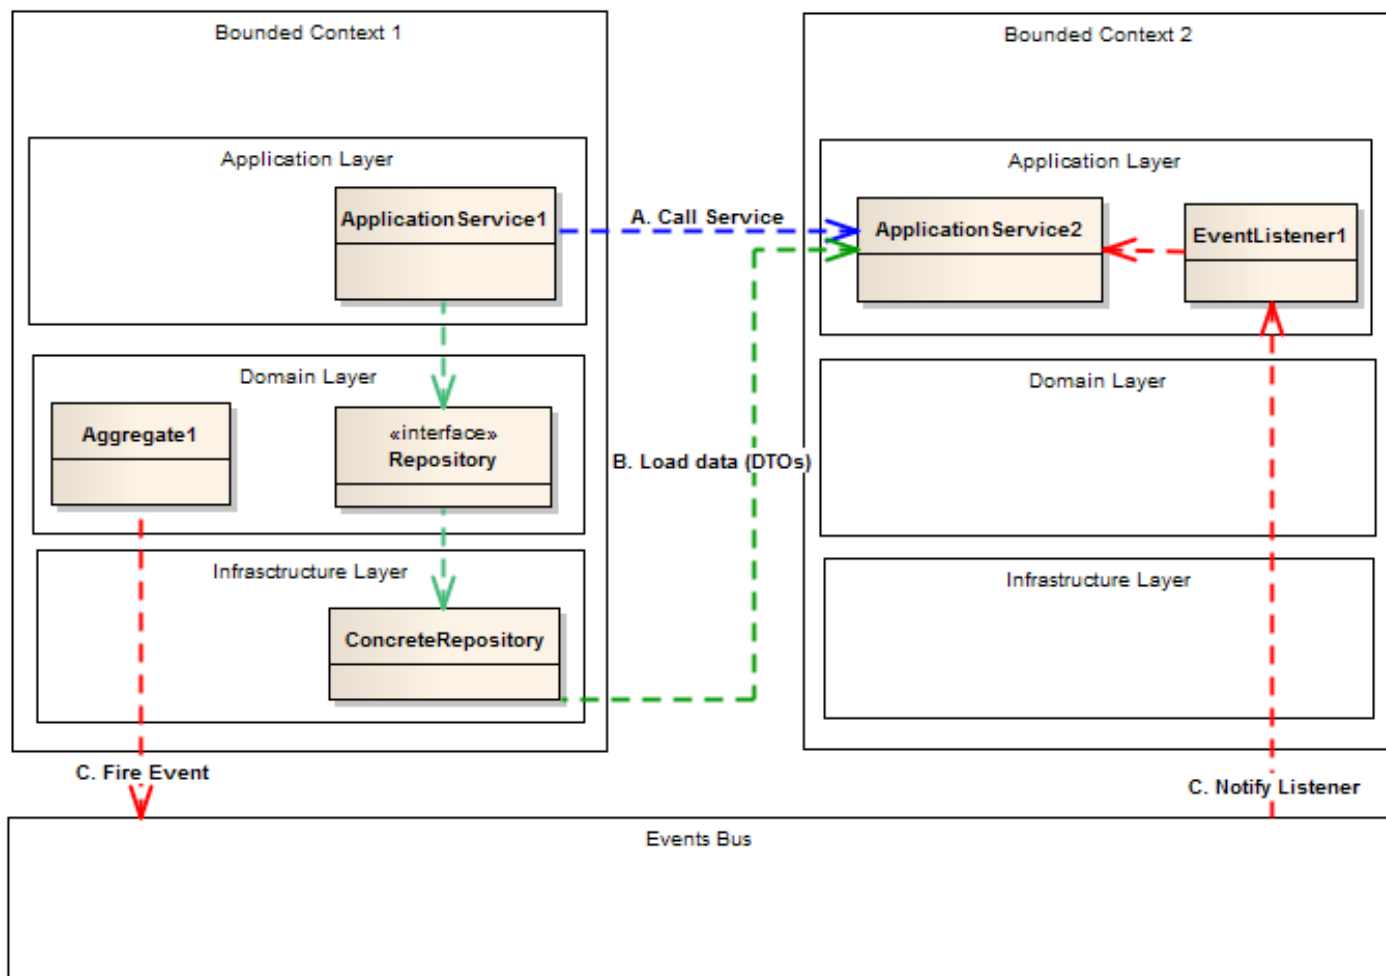 Bounded Context 1
Bounded Context 2
Application Layer
Application Layer
ApplicationService1
A. Call Service
ApplicationService2
EventListener1
Domain Layer
Domain Layer
Aggregate1
«interface»
Repository
B. Load data (DTOs)
Infrasctructure Layer
Infrastructure Layer
ConcreteRepository
C. Fire Event
C. Notify Listener
Events Bus